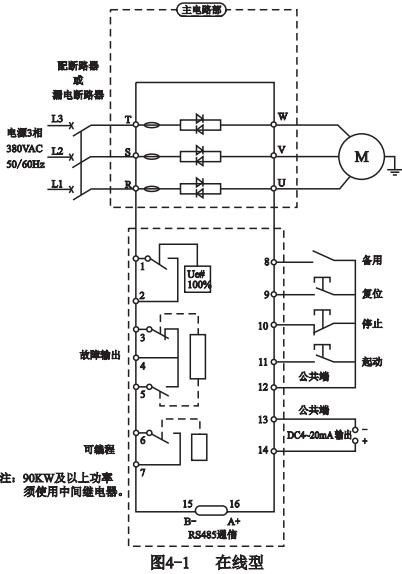 主电路部
配断路器
或
漏电断路器
电源3相
380VAC
50/60Hz
L3
L2
L1
T
S
R
W
V
U
M
1
2
3
4
5
6
7
Ue#
100%
故障输出
可编程
8
9
10
11
12
13
14
备用
复位
停止
起动
公共端
公共端
DC4~20mA输出
−
+
注：90KW及以上功率
须使用中间继电器。
15 16
B− A+
RS485通信
图4-1 在线型